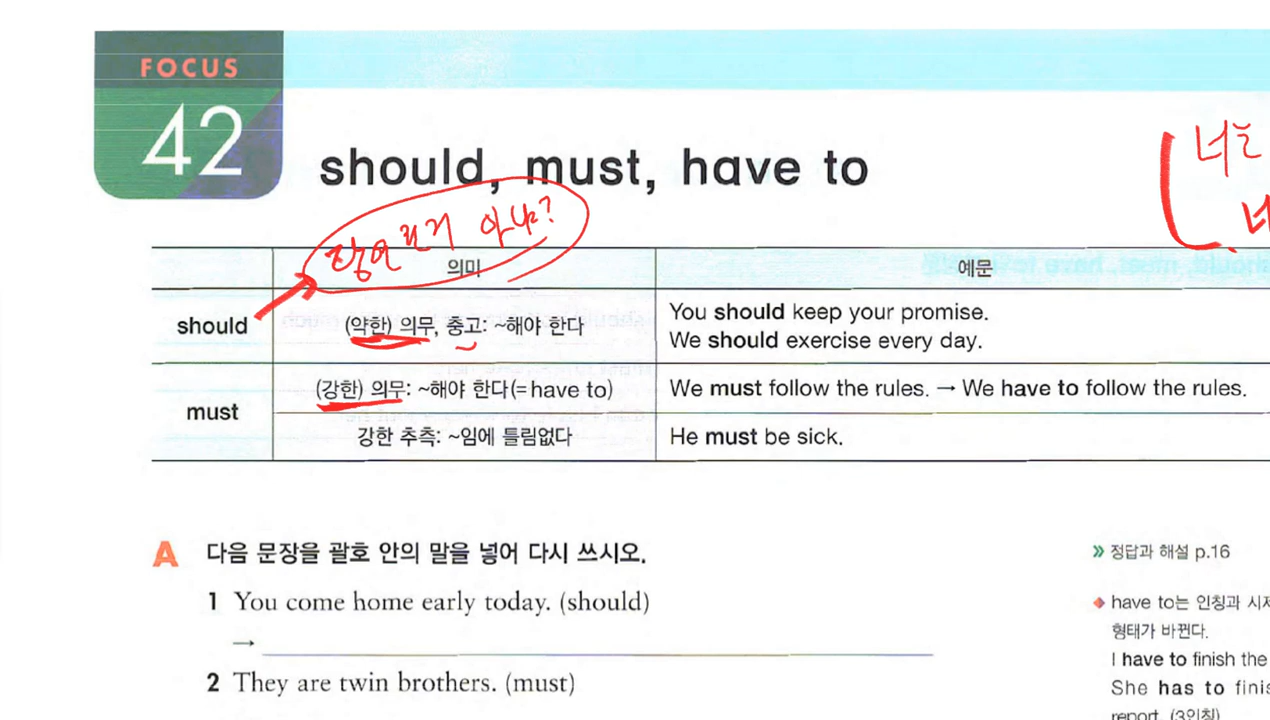 FOCUS
42
should, must, have to
너는
의미
예문
should
(약한) 의무, 충고: ~해야 한다
You should keep your promise.
We should exercise every day.
must
(강한) 의무: ~해야 한다(=have to)
We must follow the rules. → We have to follow the rules.
강한 추측: ~임에 틀림없다
He must be sick.
A 다음 문장을 괄호 안의 말을 넣어 다시 쓰시오.
» 정답과 해설 p.16
1 You come home early today. (should)
→
2 They are twin brothers. (must)
have to는 인칭과 시제
형태가 바뀐다.
I have to finish the
She has to finis
report. (3인칭)